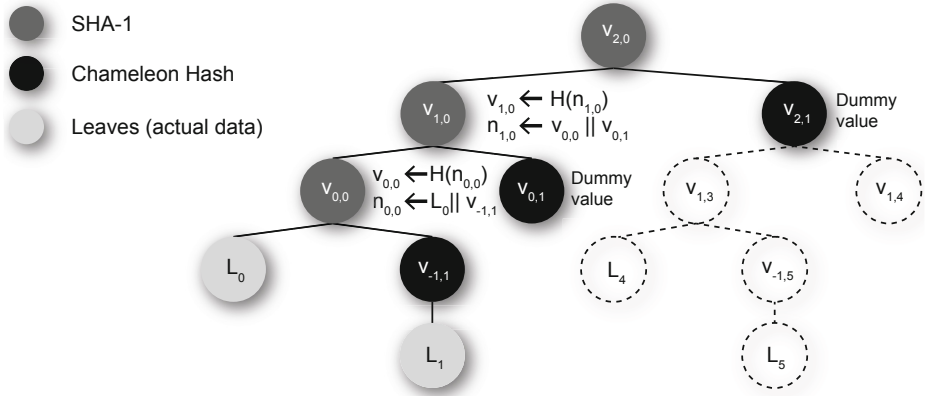 SHA-1
Chameleon Hash
Leaves (actual data)
v2,0
v1,0
v1,0 ← H(n1,0)
n1,0 ← v0,0 || v0,1
v2,1
Dummy
value
v0,0
v0,0 ←H(n0,0)
n0,0 ←L0|| v-1,1
v0,1
Dummy
value
v1,3
v1,4
L0
v-1,1
L4
v-1,5
L1
L5